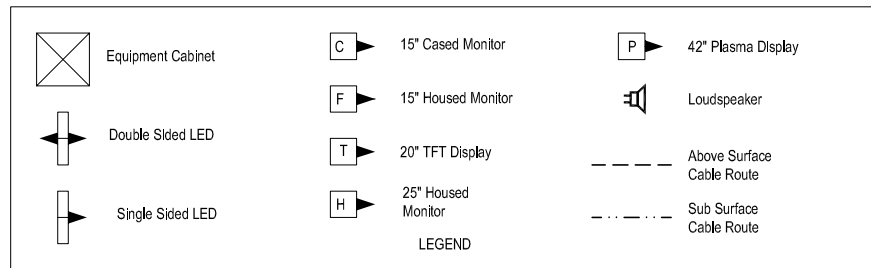 Equipment Cabinet
Double Sided LED
Single Sided LED
C
15" Cased Monitor
F
15" Housed Monitor
T
20" TFT Display
H
25" Housed
Monitor
LEGEND
P
42" Plasma Display
Loudspeaker
Above Surface
Cable Route
Sub Surface
Cable Route